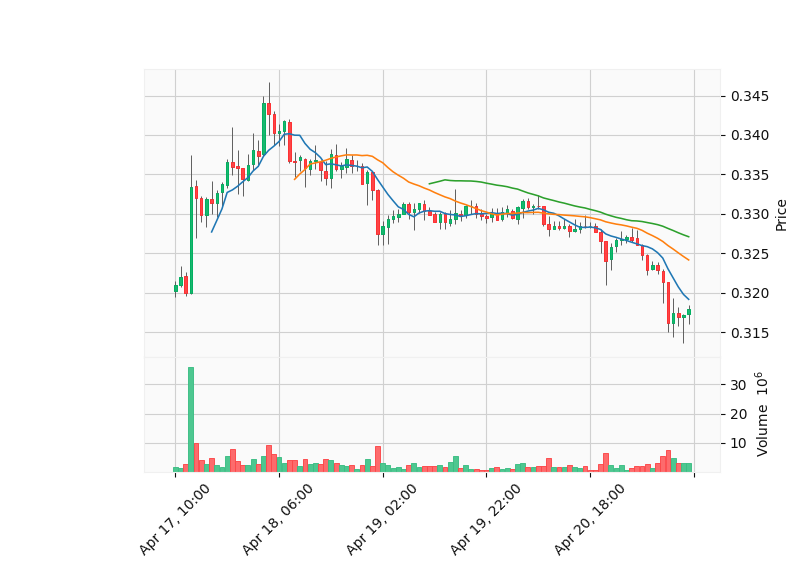 0.345
0.340
0.335
0.330
0.325
0.320
0.315
Price
30
20
10
Volume 10⁶
Apr 17, 10:00
Apr 18, 06:00
Apr 19, 02:00
Apr 19, 22:00
Apr 20, 18:00